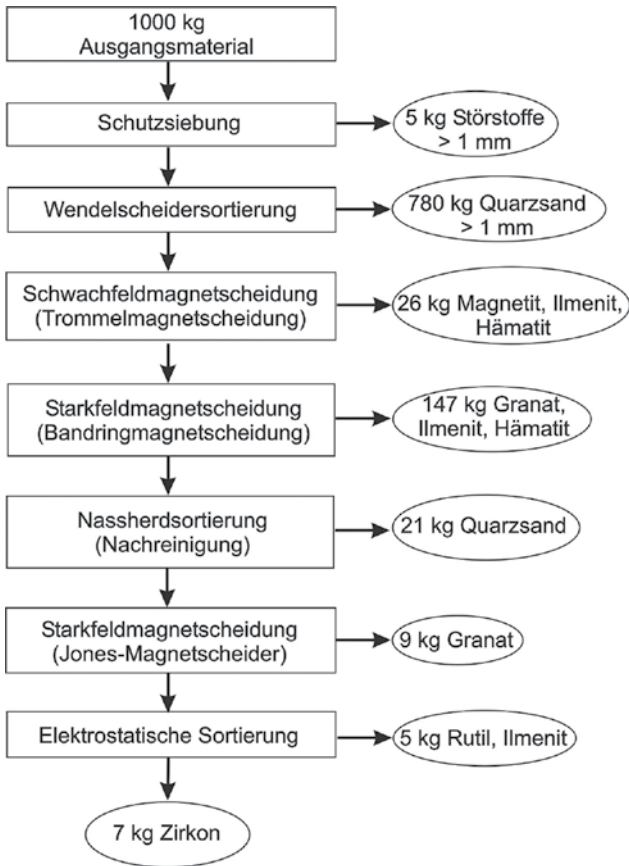 1000 kg
Ausgangsmaterial
Schutzsiebung
5 kg Störstoffe
> 1 mm
Wendelscheidersortierung
780 kg Quarzsand
> 1 mm
Schwachfeldmagnetscheidung
(Trommelmagnetscheidung)
26 kg Magnetit, Ilmenit,
Hämatit
Starkfeldmagnetscheidung
(Bandringmagnetscheidung)
147 kg Granat,
Ilmenit, Hämatit
Nassherdsortierung
(Nachreinigung)
21 kg Quarzsand
Starkfeldmagnetscheidung
(Jones-Magnetscheider)
9 kg Granat
Elektrostatische Sortierung
5 kg Rutil, Ilmenit
7 kg Zirkon